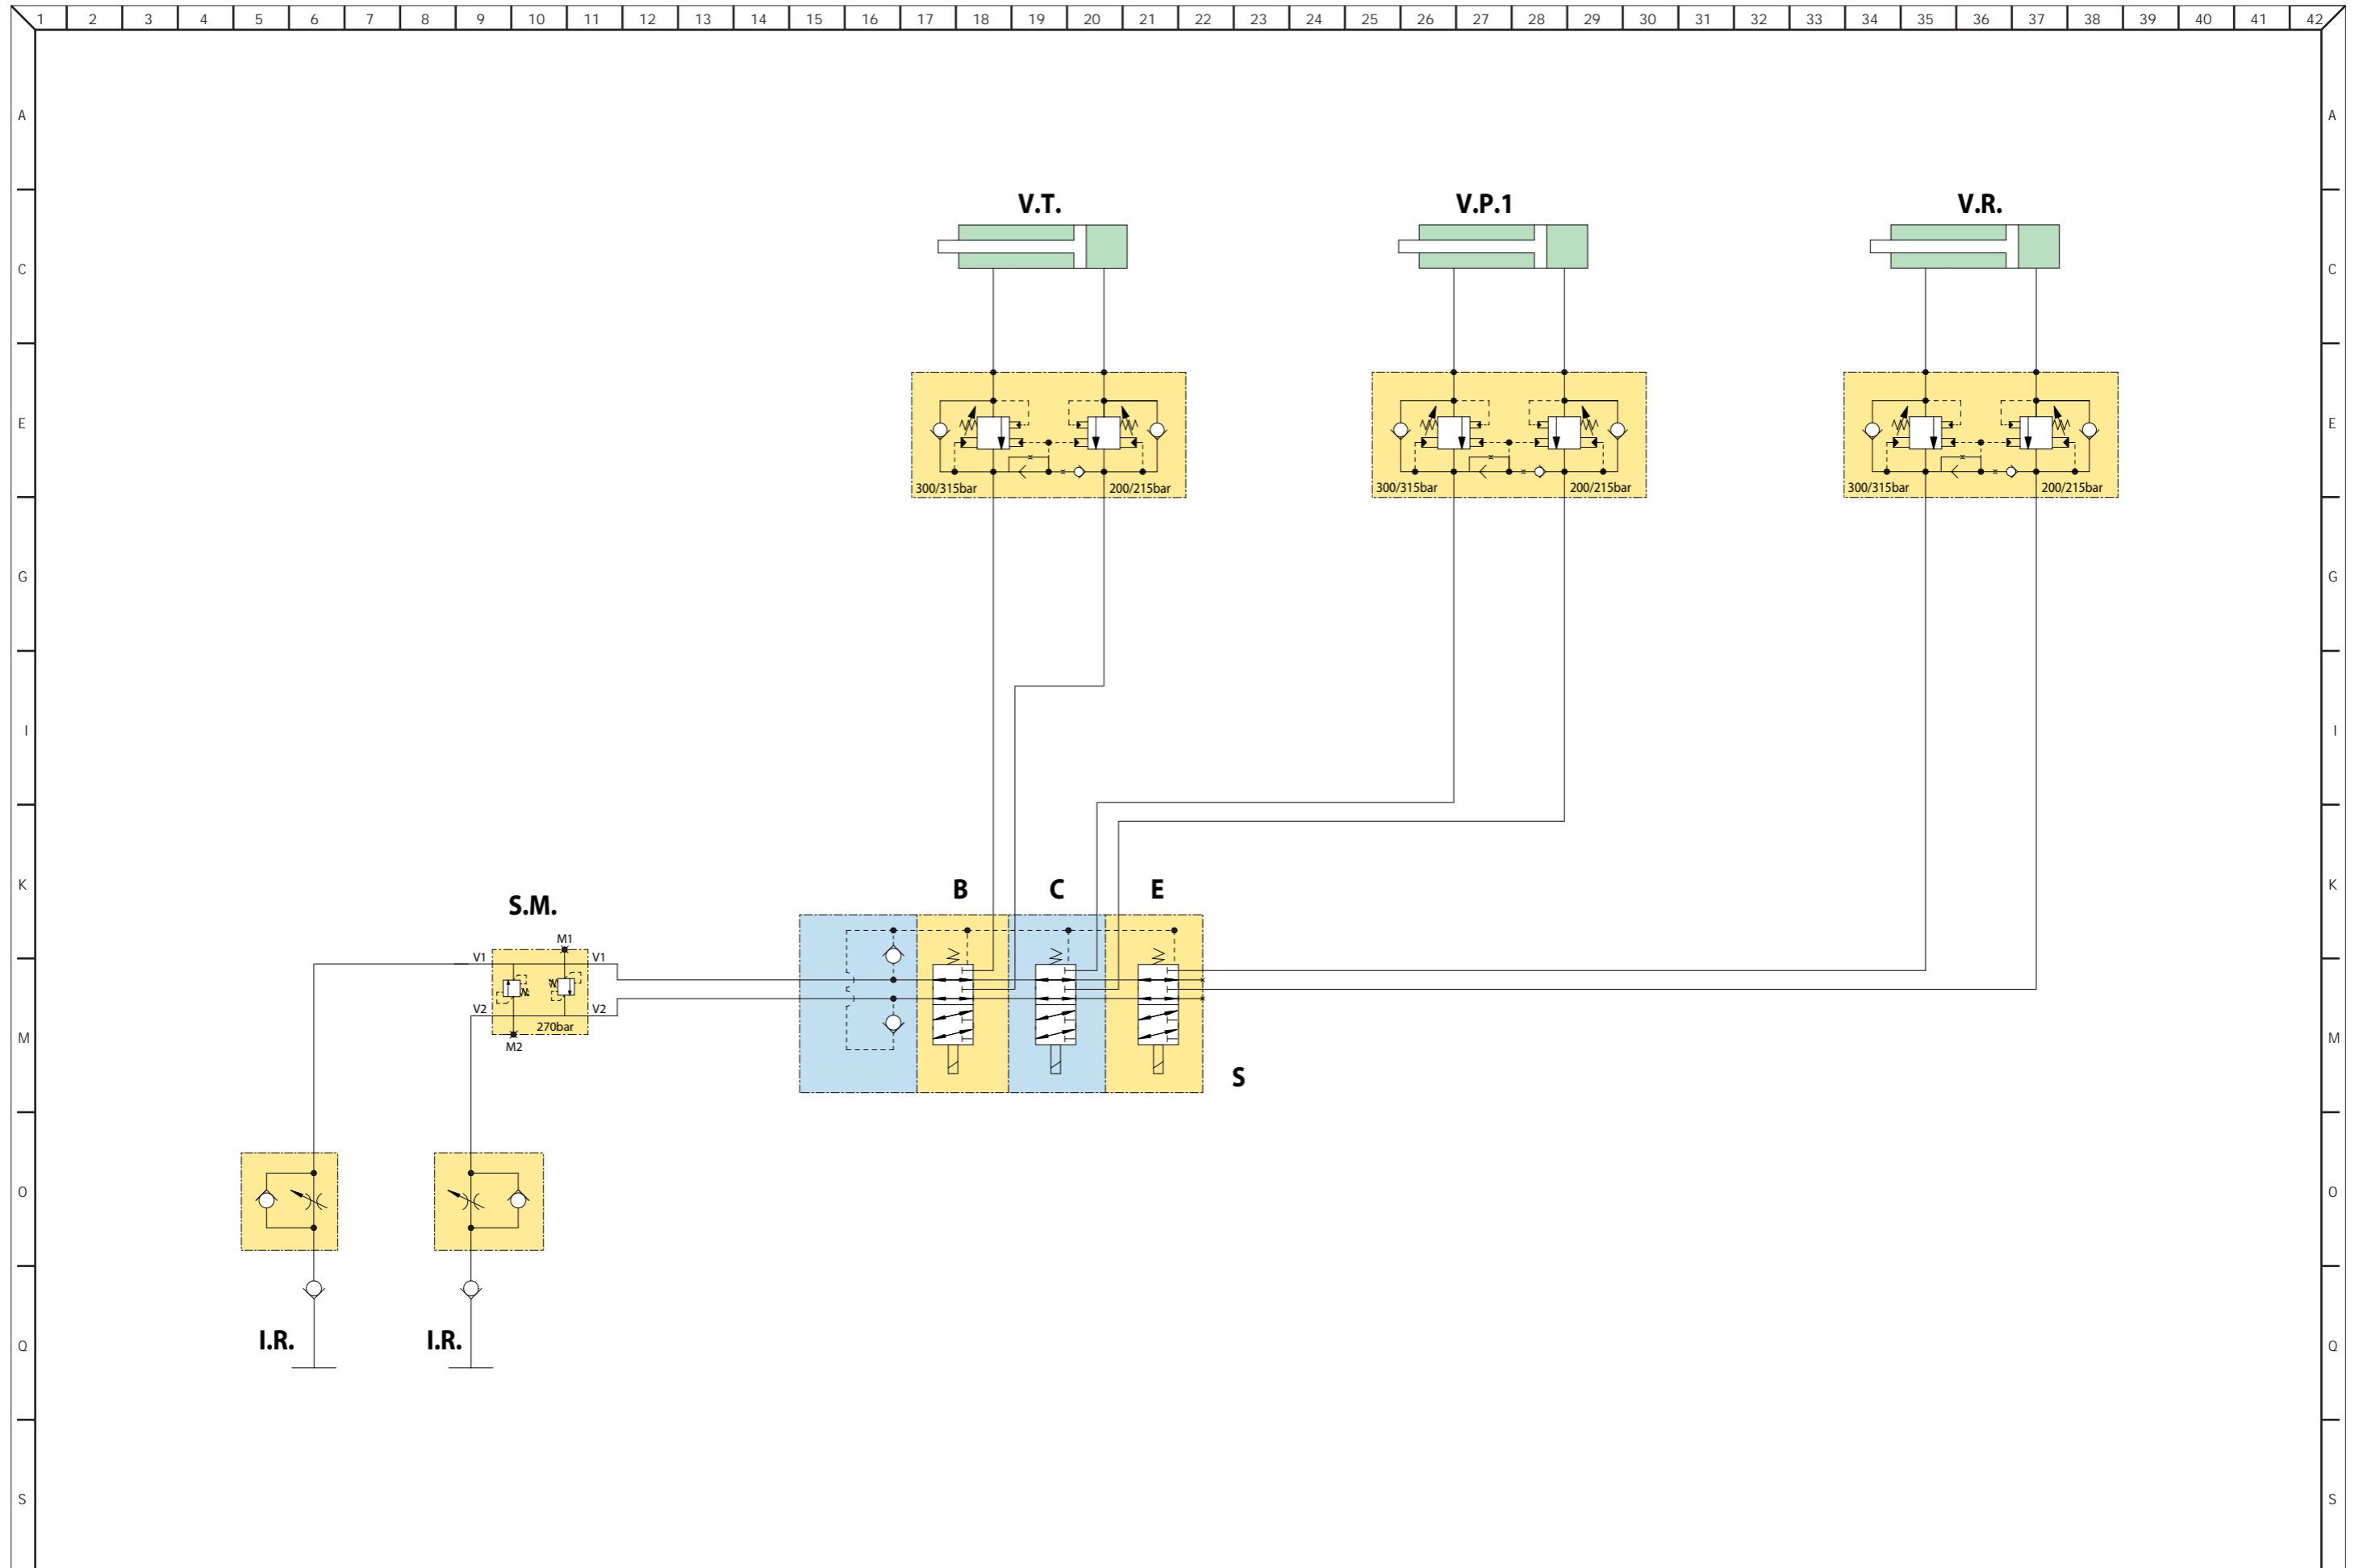 1 2 3 4 5 6 7 8 9 10 11 12 13 14 15 16 17 18 19 20 21 22 23 24 25 26 27 28 29 30 31 32 33 34 35 36 37 38 39 40 41 42
A A
V.T. V.P.1 V.R.
C C
E E
300/315bar 200/215bar 300/315bar 200/215bar 300/315bar 200/215bar
G G
I I
K B C E K
S.M.
M1
V1 V1
V2 V2
270bar
M M
M2
S
O O
I.R. I.R.
Q Q
S S